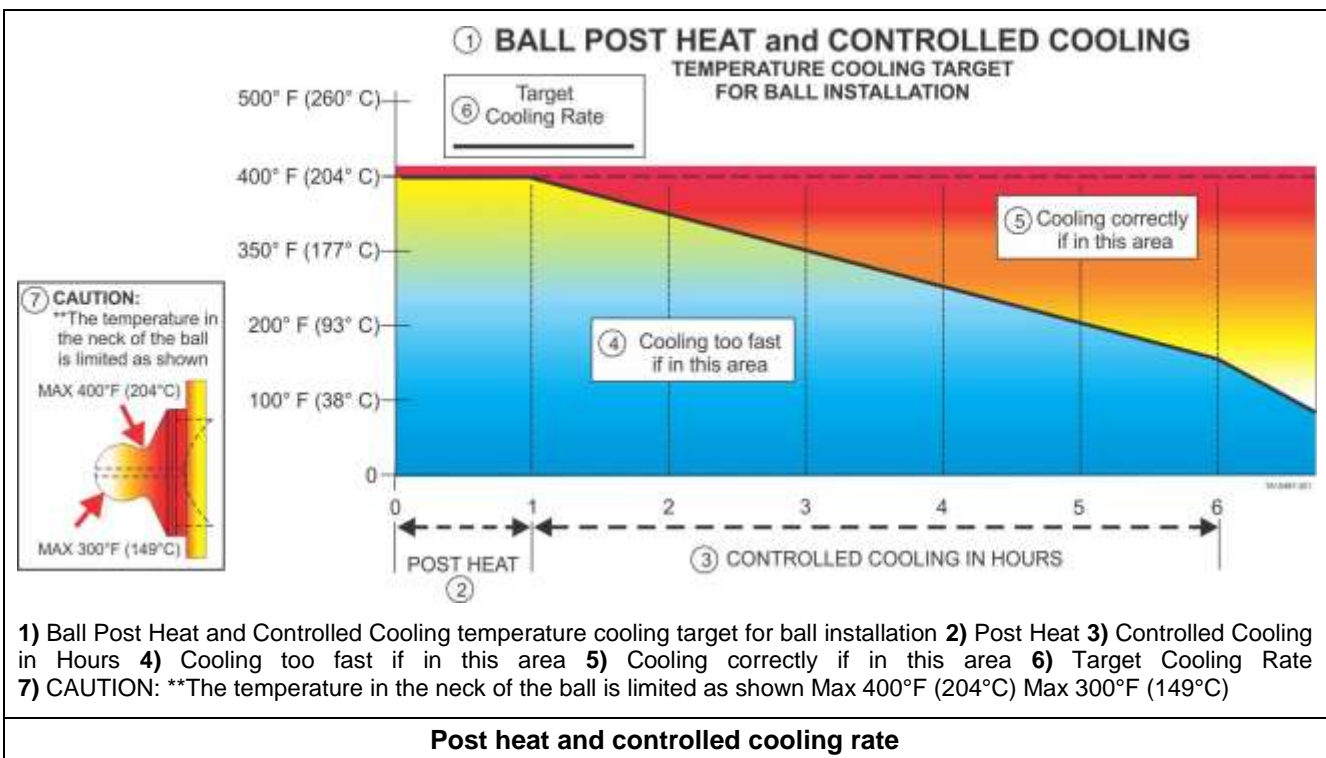 ① BALL POST HEAT and CONTROLLED COOLING
TEMPERATURE COOLING TARGET
FOR BALL INSTALLATION
⑥ Target
Cooling Rate
500° F (260° C)
400° F (204° C)
350° F (177° C)
200° F (93° C)
100° F (38° C)
0
⑤ Cooling correctly
if in this area
④ Cooling too fast
if in this area
⑦ CAUTION:
**The temperature in
the neck of the ball
is limited as shown
MAX 400°F (204°C)
MAX 300°F (149°C)
0 1 2 3 4 5 6
POST HEAT
②
③ CONTROLLED COOLING IN HOURS
1) Ball Post Heat and Controlled Cooling temperature cooling target for ball installation 2) Post Heat 3) Controlled Cooling
in Hours 4) Cooling too fast if in this area 5) Cooling correctly if in this area 6) Target Cooling Rate
7) CAUTION: **The temperature in the neck of the ball is limited as shown Max 400°F (204°C) Max 300°F (149°C)
Post heat and controlled cooling rate